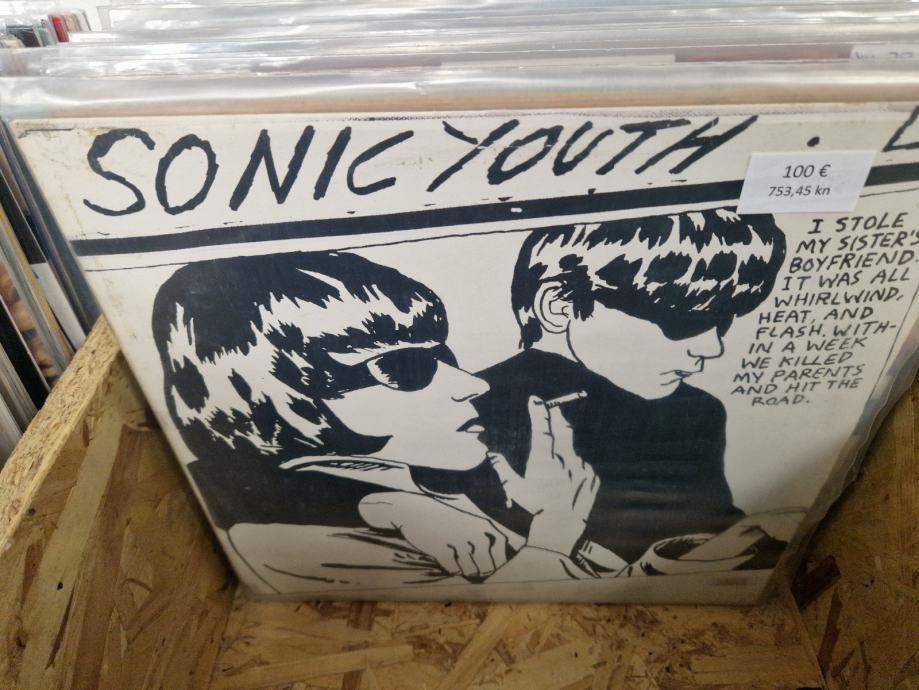 SONIC YOUTH
100 €
753,45 kn
I STOLE
MY SISTER'S
BOYFRIEND.
IT WAS ALL
WHIRLWIND,
HEAT, AND
FLASH. WITH-
IN A WEEK
WE KILLED
MY PARENTS
AND HIT THE
ROAD.